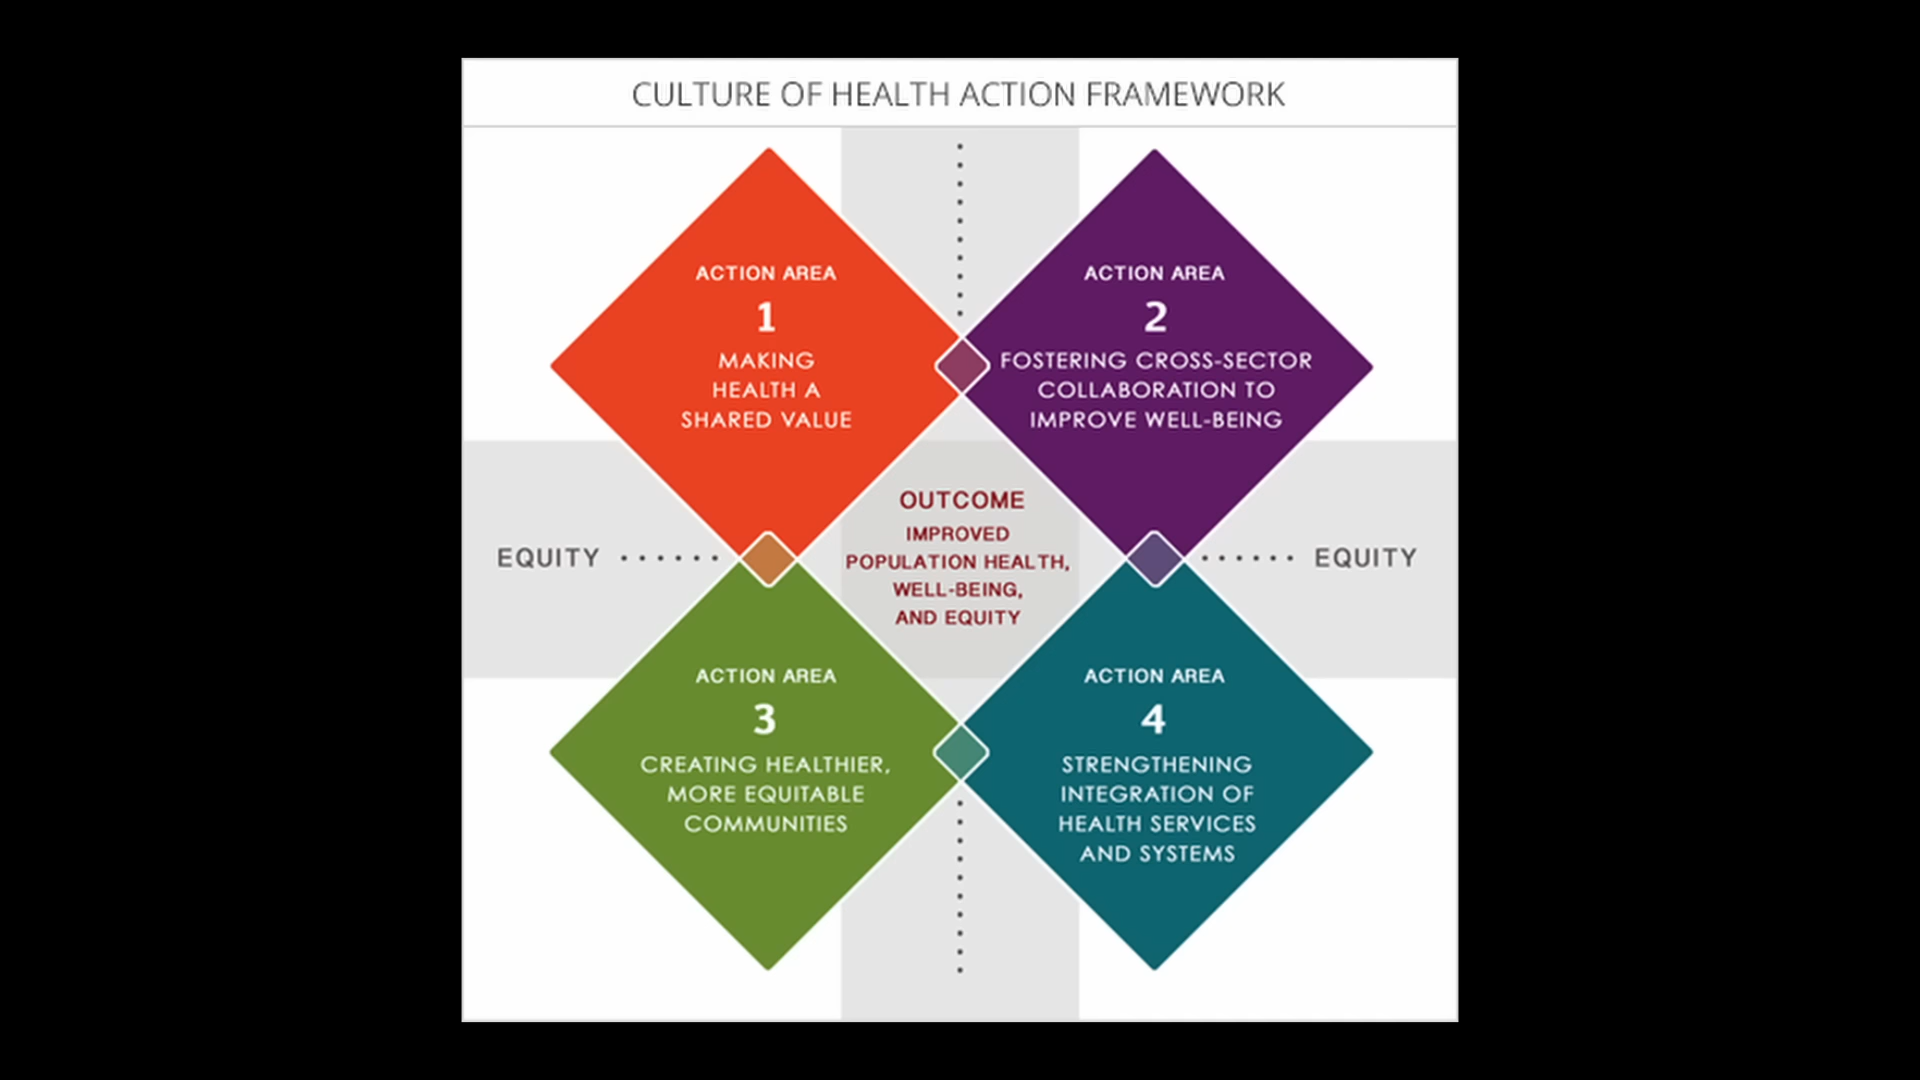 CULTURE OF HEALTH ACTION FRAMEWORK
ACTION AREA
1
MAKING
HEALTH A
SHARED VALUE
ACTION AREA
2
FOSTERING CROSS-SECTOR
COLLABORATION TO
IMPROVE WELL-BEING
EQUITY
OUTCOME
IMPROVED
POPULATION HEALTH,
WELL-BEING,
AND EQUITY
EQUITY
ACTION AREA
3
CREATING HEALTHIER,
MORE EQUITABLE
COMMUNITIES
ACTION AREA
4
STRENGTHENING
INTEGRATION OF
HEALTH SERVICES
AND SYSTEMS